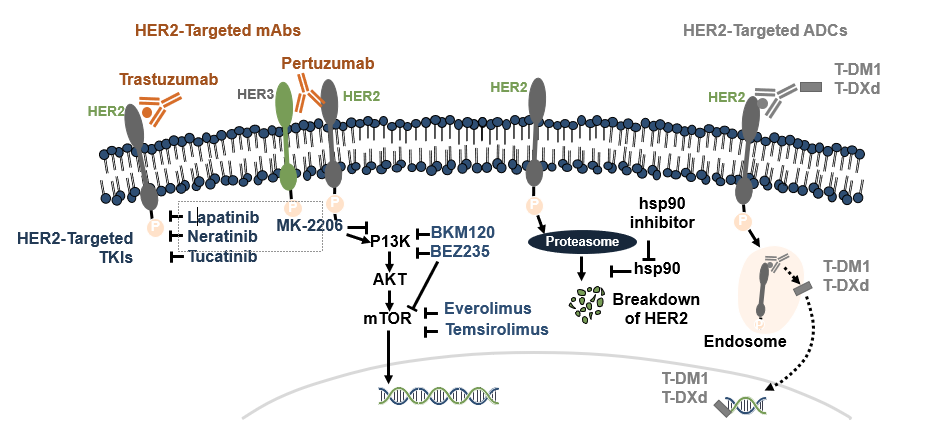 HER2-Targeted mAbs
HER2-Targeted ADCs
Trastuzumab
Pertuzumab
T-DM1
T-DXd
HER2
HER3
HER2
HER2
HER2
P
P
P
P
P
Lapatinib
Neratinib
Tucatinib
HER2-Targeted
TKIs
MK-2206
P13K
BKM120
BEZ235
AKT
mTOR
Everolimus
Temsirolimus
Proteasome
hsp90
inhibitor
hsp90
Breakdown
of HER2
P
Endosome
T-DM1
T-DXd
T-DM1
T-DXd